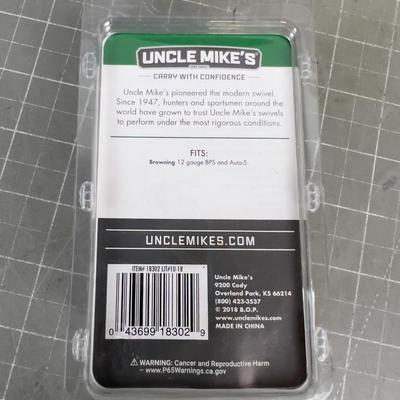 UNCLE MIKE'S
CARRY WITH CONFIDENCE
Uncle Mike's pioneered the modern swivel.
Since 1947, hunters and sportsmen around the
world have grown to trust Uncle Mike's swivels
to perform under the most rigorous conditions.
FITS:
Browning 12 gauge BPS and Auto-5
UNCLEMIKES.COM
ITEM# 18302 LIT#10-18
0 43699 18302 9
Uncle Mike's
9200 Cody
Overland Park, KS 66214
(800) 423-3537
© 2018 B.O.P.
www.unclemikes.com
MADE IN CHINA
⚠ WARNING: Cancer and Reproductive Harm
– www.P65Warnings.ca.gov